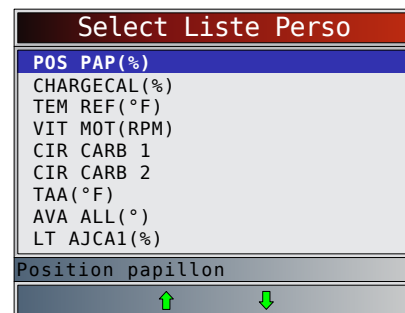 Select Liste Perso
POS PAP(%)
CHARGECAL(%)
TEM REF(°F)
VIT MOT(RPM)
CIR CARB 1
CIR CARB 2
TAA(°F)
AVA ALL(°)
LT AJCA1(%)
Position papillon